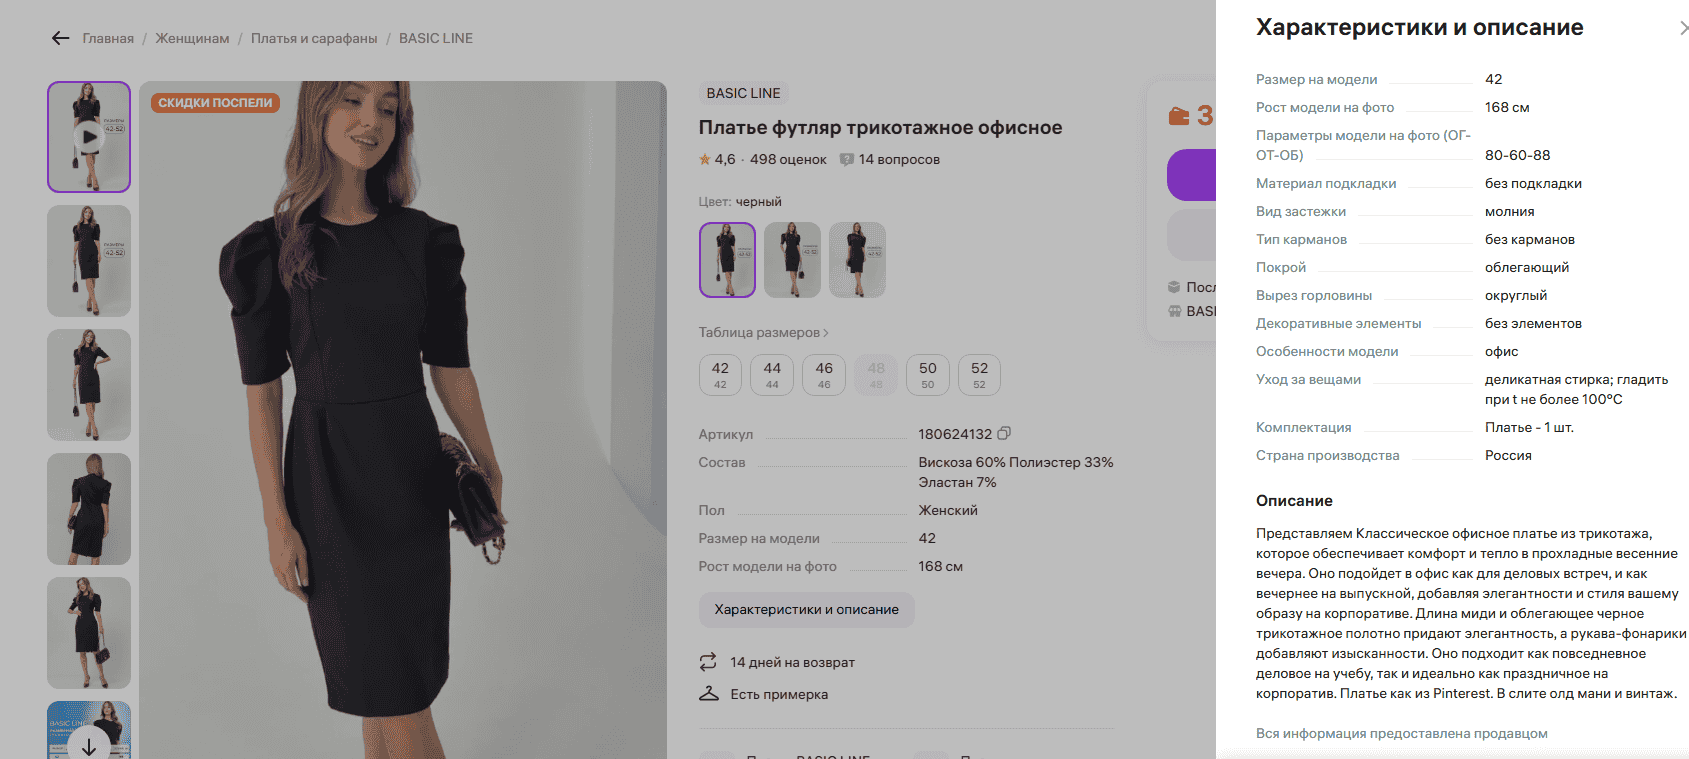 Главная / Женщинам / Платья и сарафаны / BASIC LINE
СКИДКИ ПОСПЕЛИ
BASIC LINE
Платье футляр трикотажное офисное
4,6 · 498 оценок 14 вопросов
Цвет: черный
Таблица размеров
42 44 46 48 50 52
42 44 46 48 50 52
Артикул 180624132
Состав Вискоза 60% Полиэстер 33%
Эластан 7%
Пол Женский
Размер на модели 42
Рост модели на фото 168 см
Характеристики и описание
14 дней на возврат
Есть примерка
BASIC LINE
3
Посл
BASI
Характеристики и описание
Размер на модели 42
Рост модели на фото 168 см
Параметры модели на фото (ОГ-
ОТ-ОБ) 80-60-88
Материал подкладки без подкладки
Вид застежки молния
Тип карманов без карманов
Покрой облегающий
Вырез горловины округлый
Декоративные элементы без элементов
Особенности модели офис
Уход за вещами деликатная стирка; гладить
при t не более 100°C
Комплектация Платье - 1 шт.
Страна производства Россия
Описание
Представляем Классическое офисное платье из трикотажа,
которое обеспечивает комфорт и тепло в прохладные весенние
вечера. Оно подойдет в офис как для деловых встреч, и как
вечернее на выпускной, добавляя элегантности и стиля вашему
образу на корпоративе. Длина миди и облегающее черное
трикотажное полотно придают элегантность, а рукава-фонарики
добавляют изысканности. Оно подходит как повседневное
деловое на учебу, так и идеально как праздничное на
корпоратив. Платье как из Pinterest. В слите олд мани и винтаж.
Вся информация предоставлена продавцом
РАЗМЕРЫ
42-52
BASIC LINE